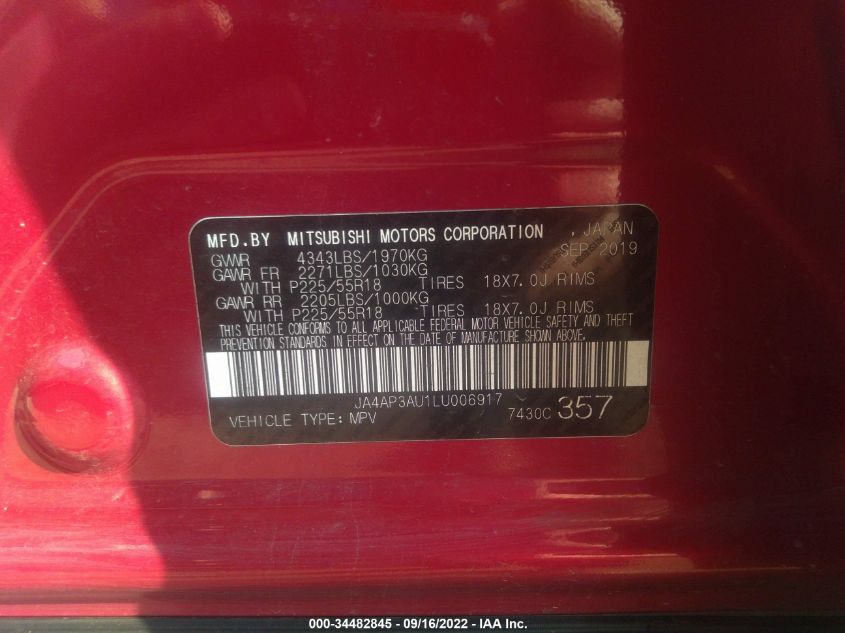 MFD.BY MITSUBISHI MOTORS CORPORATION , JAPAN
GVWR 4343LBS/1970KG SEP 2019
GAWR FR 2271LBS/1030KG
WITH P225/55R18 TIRES 18X7.0J RIMS
GAWR RR 2205LBS/1000KG
WITH P225/55R18 TIRES 18X7.0J RIMS
THIS VEHICLE CONFORMS TO ALL APPLICABLE FEDERAL MOTOR VEHICLE SAFETY AND THEFT
PREVENTION STANDARDS IN EFFECT ON THE DATE OF MANUFACTURE SHOWN ABOVE.
JA4AP3AU1LU006917
VEHICLE TYPE: MPV 7430C 357
000-34482845 / 09/16/2022 - IAA Inc.